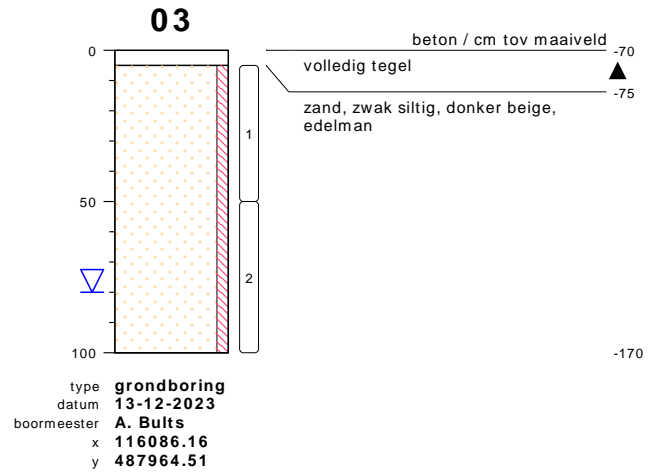 03
beton / cm tov maaiveld
0
-70
volledig tegel
-75
zand, zwak siltig, donker beige,
edelman
1
50
2
100
-170
type grondboring
datum 13-12-2023
boormeester A. Bults
x 116086.16
y 487964.51